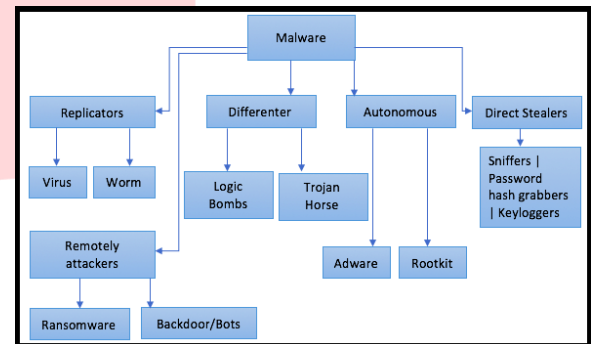 Malware
Replicators
Differenter
Autonomous
Direct Stealers
Virus
Worm
Logic
Bombs
Trojan
Horse
Sniffers |
Password
hash grabbers
| Keyloggers
Remotely
attackers
Adware
Rootkit
Ransomware
Backdoor/Bots